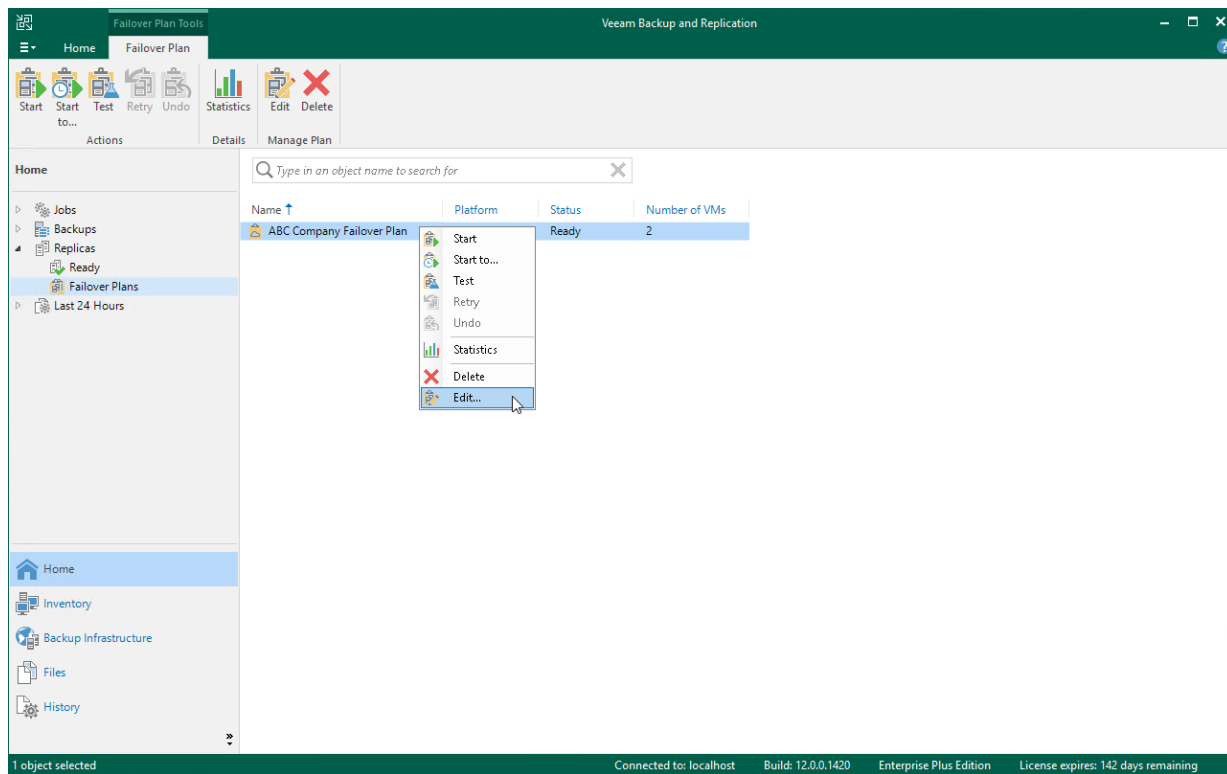 Failover Plan Tools
Veeam Backup and Replication
Home
Failover Plan
Start
Start to...
Test
Retry
Undo
Statistics
Edit
Delete
Actions
Details
Manage Plan
Home
Type in an object name to search for
Jobs
Backups
Replicas
Ready
Failover Plans
Last 24 Hours
Name
Platform
Status
Number of VMs
ABC Company Failover Plan
Ready
2
Start
Start to...
Test
Retry
Undo
Statistics
Delete
Edit...
Home
Inventory
Backup Infrastructure
Files
History
1 object selected
Connected to: localhost
Build: 12.0.0.1420
Enterprise Plus Edition
License expires: 142 days remaining